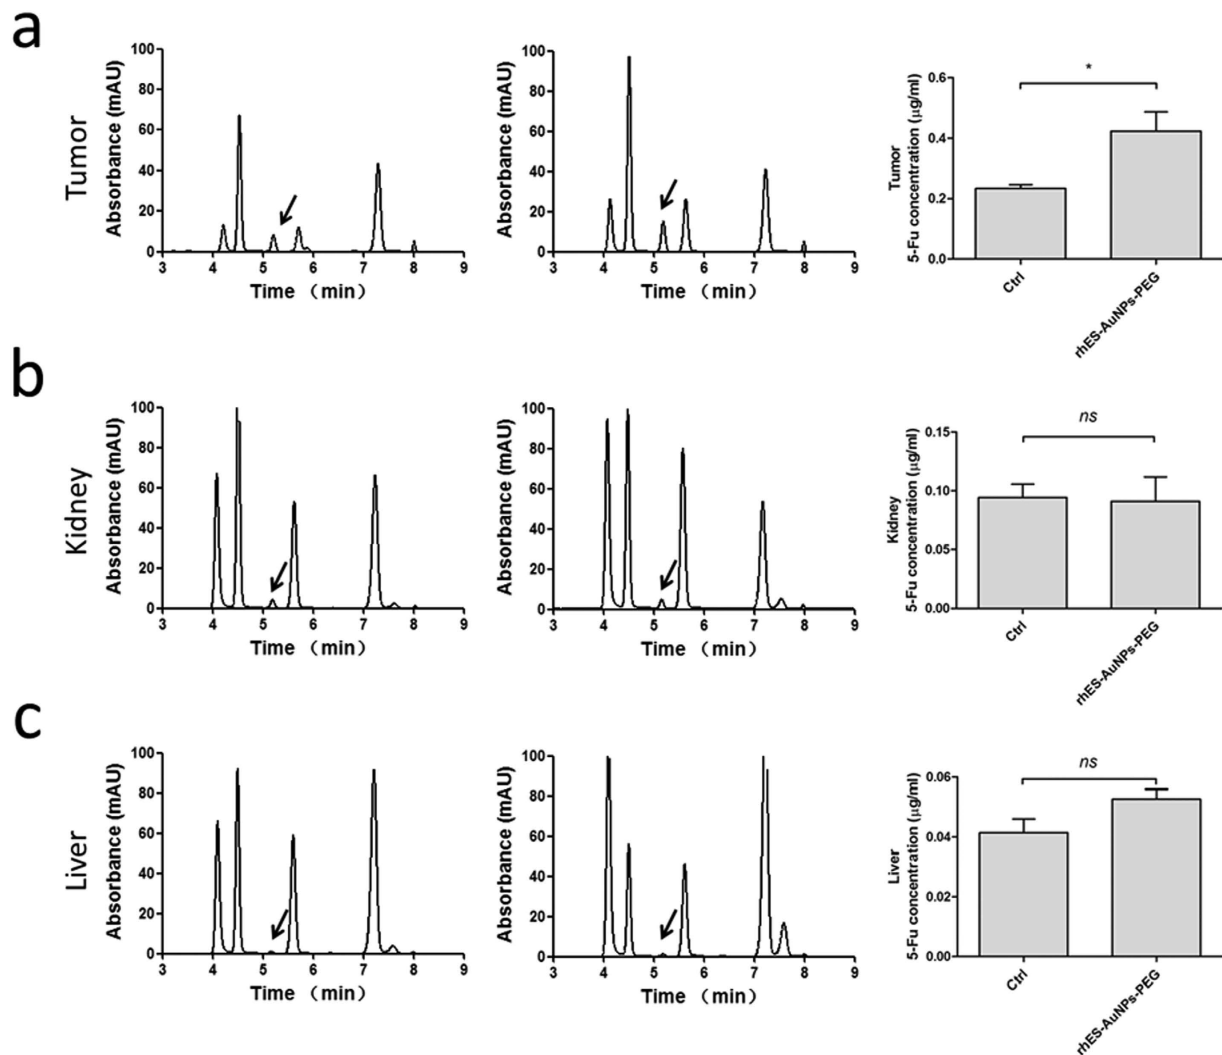 a
Tumor
Absorbance (mAU)
100
80
60
40
20
0
3 4 5 6 7 8 9
Time (min)
Absorbance (mAU)
100
80
60
40
20
0
3 4 5 6 7 8 9
Time (min)
Tumor
5-Fu concentration (µg/ml)
0.6
0.4
0.2
0.0
*
Ctrl
rhES-AuNPs-PEG
b
Kidney
Absorbance (mAU)
100
80
60
40
20
0
3 4 5 6 7 8 9
Time (min)
Absorbance (mAU)
100
80
60
40
20
0
3 4 5 6 7 8 9
Time (min)
Kidney
5-Fu concentration (µg/ml)
0.15
0.10
0.05
0.00
ns
Ctrl
rhES-AuNPs-PEG
c
Liver
Absorbance (mAU)
100
80
60
40
20
0
3 4 5 6 7 8 9
Time (min)
Absorbance (mAU)
100
80
60
40
20
0
3 4 5 6 7 8 9
Time (min)
Liver
5-Fu concentration (µg/ml)
0.06
0.04
0.02
0.00
ns
Ctrl
rhES-AuNPs-PEG